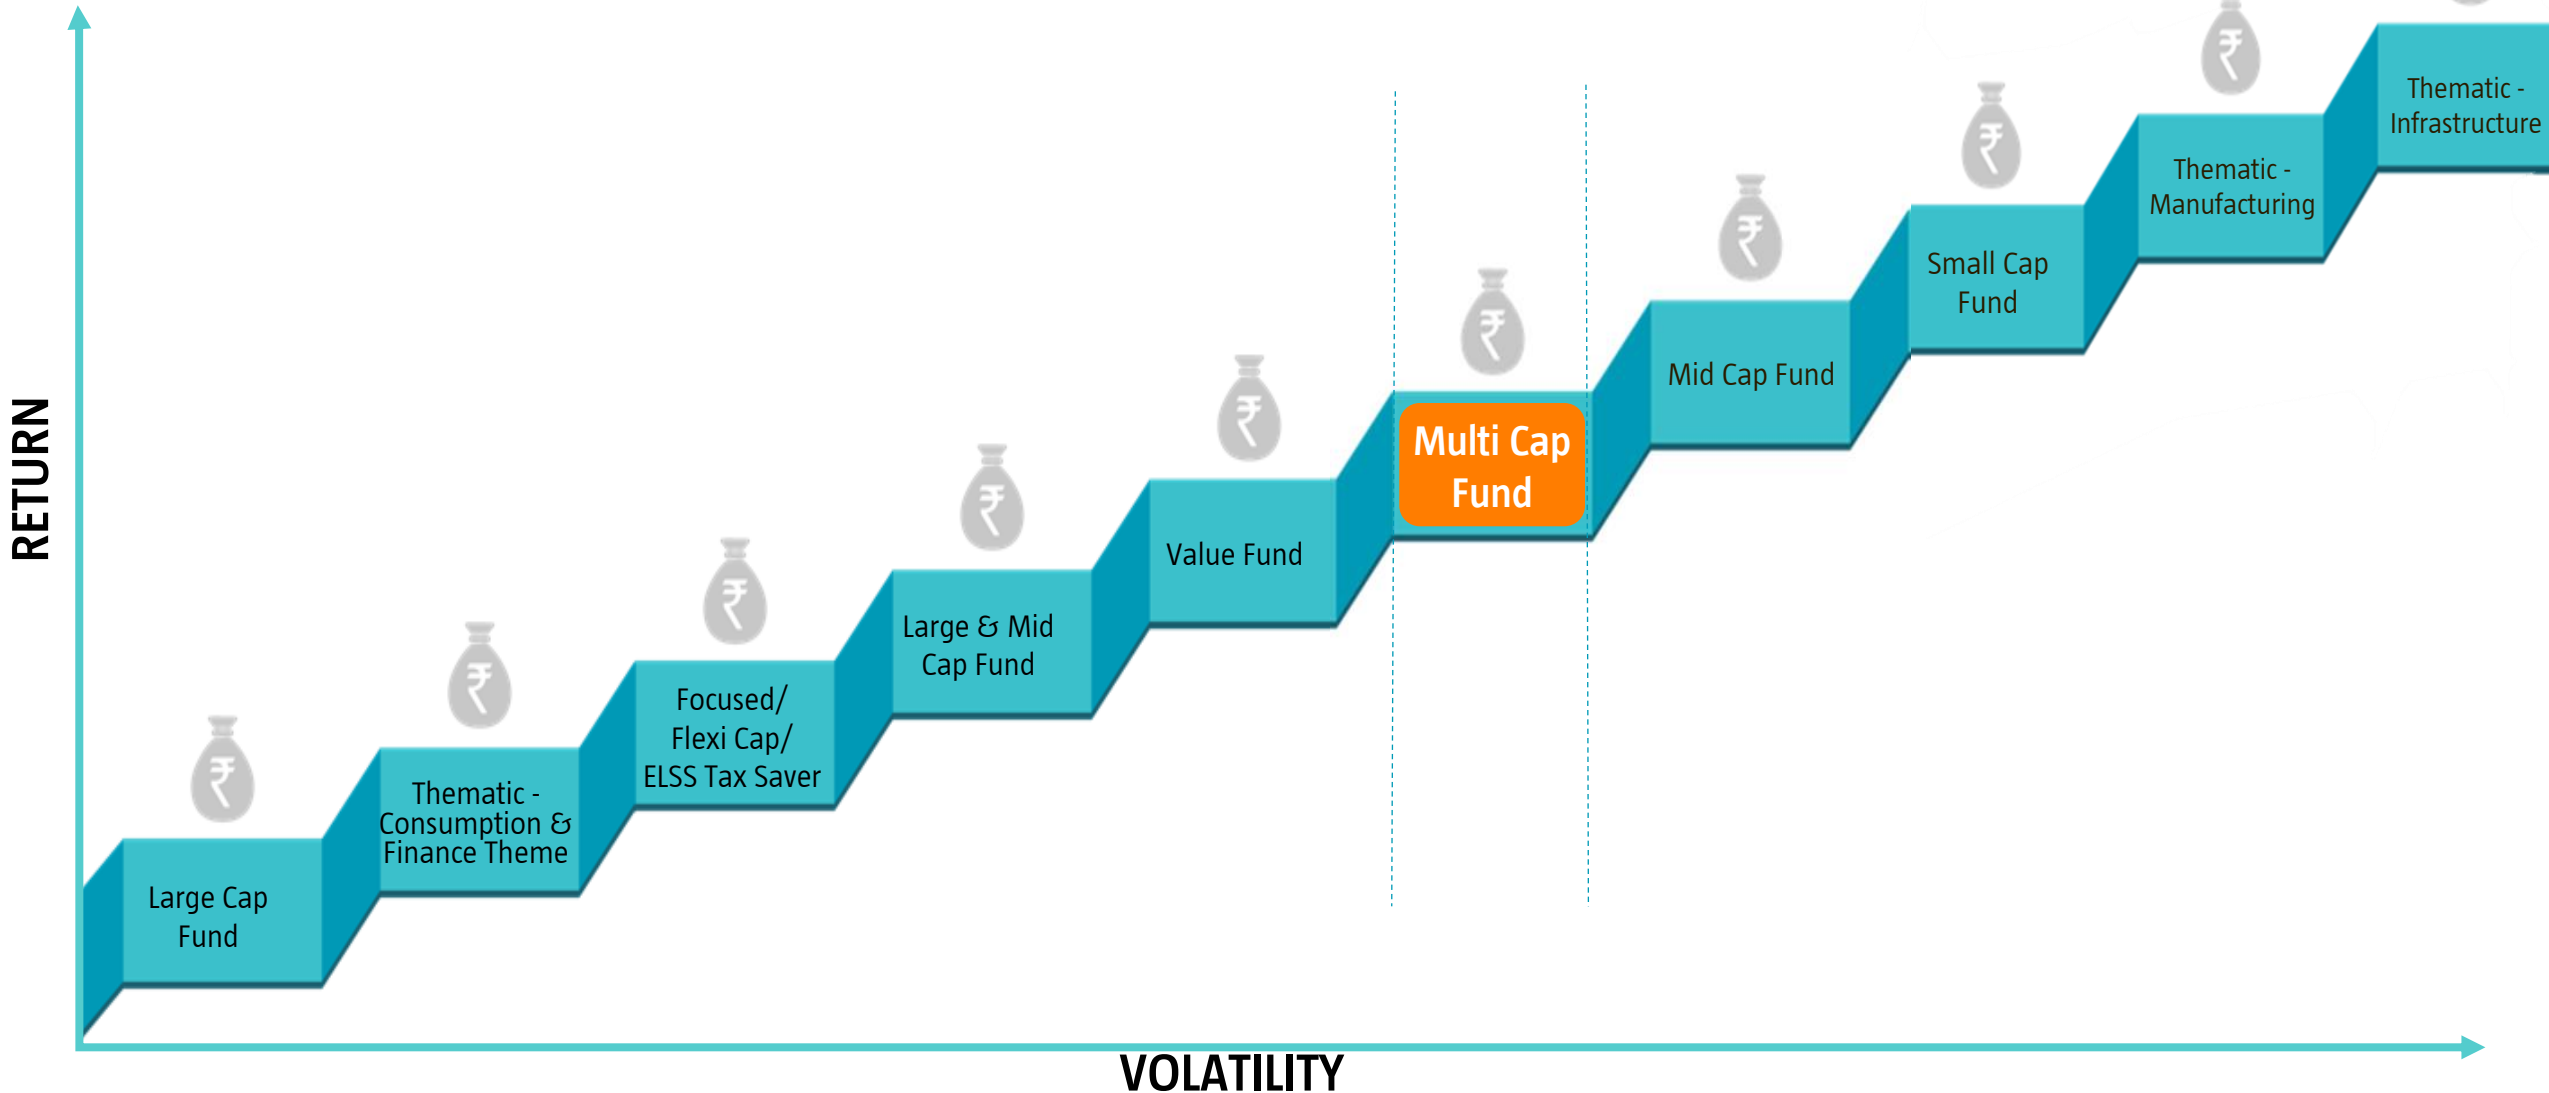 RETURN
Large Cap
Fund
Thematic -
Consumption &
Finance Theme
Focused/
Flexi Cap/
ELSS Tax Saver
Large & Mid
Cap Fund
Value Fund
Multi Cap
Fund
Mid Cap Fund
Small Cap
Fund
Thematic -
Manufacturing
Thematic -
Infrastructure
₹
₹
₹
₹
₹
₹
₹
₹
₹
VOLATILITY